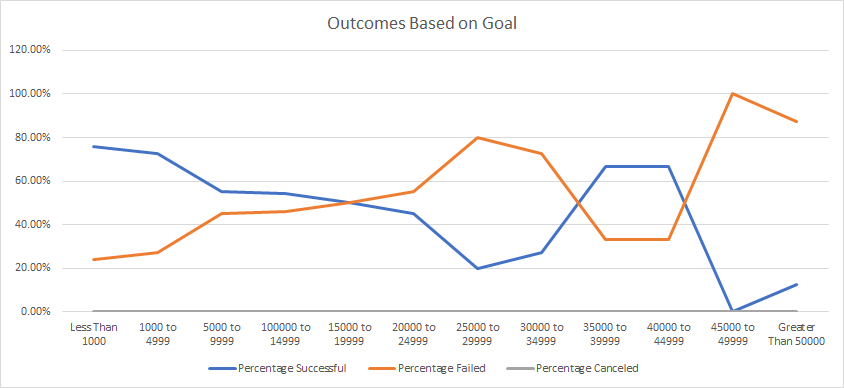 Outcomes Based on Goal
120.00%
100.00%
80.00%
60.00%
40.00%
20.00%
0.00%
Less Than 1000 to 5000 to 100000 to 15000 to 20000 to 25000 to 30000 to 35000 to 40000 to 45000 to Greater
1000 4999 9999 14999 19999 24999 29999 34999 39999 44999 49999 Than 50000
Percentage Successful Percentage Failed Percentage Canceled